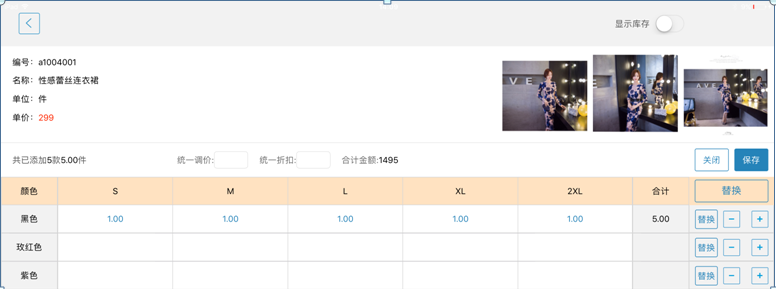 显示库存
编号：a1004001
名称：性感蕾丝连衣裙
单位：件
单价：299
AVE
共已添加5款5.00件 统一调价: 统一折扣: 合计金额:1495 关闭 保存
颜色 S M L XL 2XL 合计 替换
黑色 1.00 1.00 1.00 1.00 1.00 5.00 替换 − +
玫红色 替换 − +
紫色 替换 − +